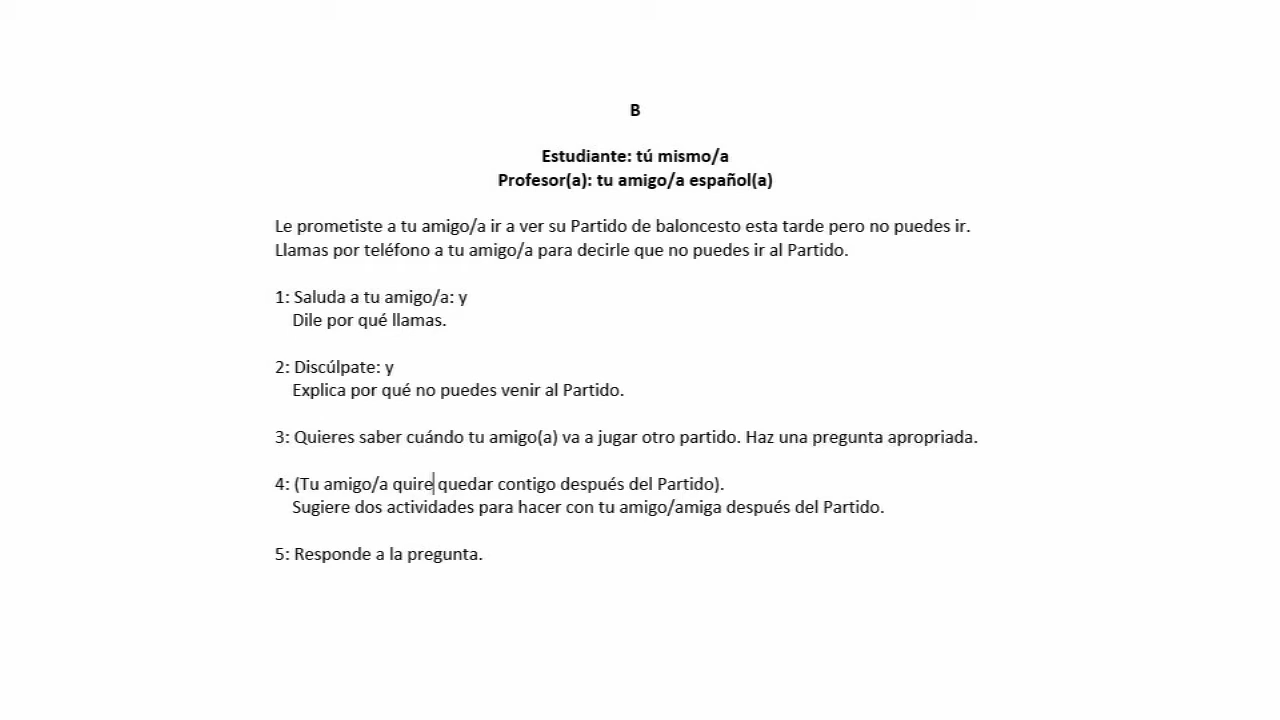 B
Estudiante: tú mismo/a
Profesor(a): tu amigo/a español(a)
Le prometiste a tu amigo/a ir a ver su Partido de baloncesto esta tarde pero no puedes ir.
Llamas por teléfono a tu amigo/a para decirle que no puedes ir al Partido.
1: Saluda a tu amigo/a: y
Dile por qué llamas.
2: Discúlpate: y
Explica por qué no puedes venir al Partido.
3: Quieres saber cuándo tu amigo(a) va a jugar otro partido. Haz una pregunta apropriada.
4: (Tu amigo/a quire quedar contigo después del Partido).
Sugiere dos actividades para hacer con tu amigo/amiga después del Partido.
5: Responde a la pregunta.